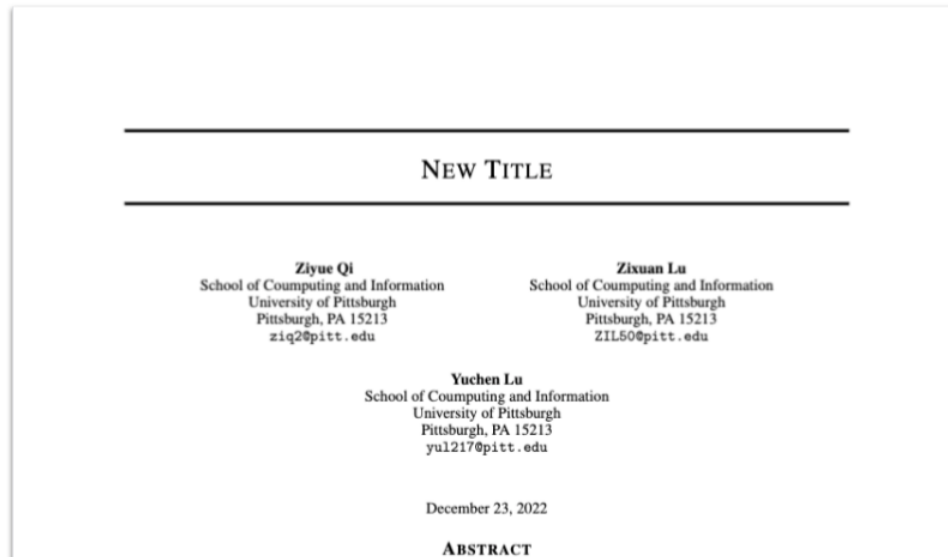 NEW TITLE
Ziyue Qi
School of Coumputing and Information
University of Pittsburgh
Pittsburgh, PA 15213
ziq2@pitt.edu
Zixuan Lu
School of Coumputing and Information
University of Pittsburgh
Pittsburgh, PA 15213
ZIL50@pitt.edu
Yuchen Lu
School of Coumputing and Information
University of Pittsburgh
Pittsburgh, PA 15213
yul217@pitt.edu
December 23, 2022
ABSTRACT